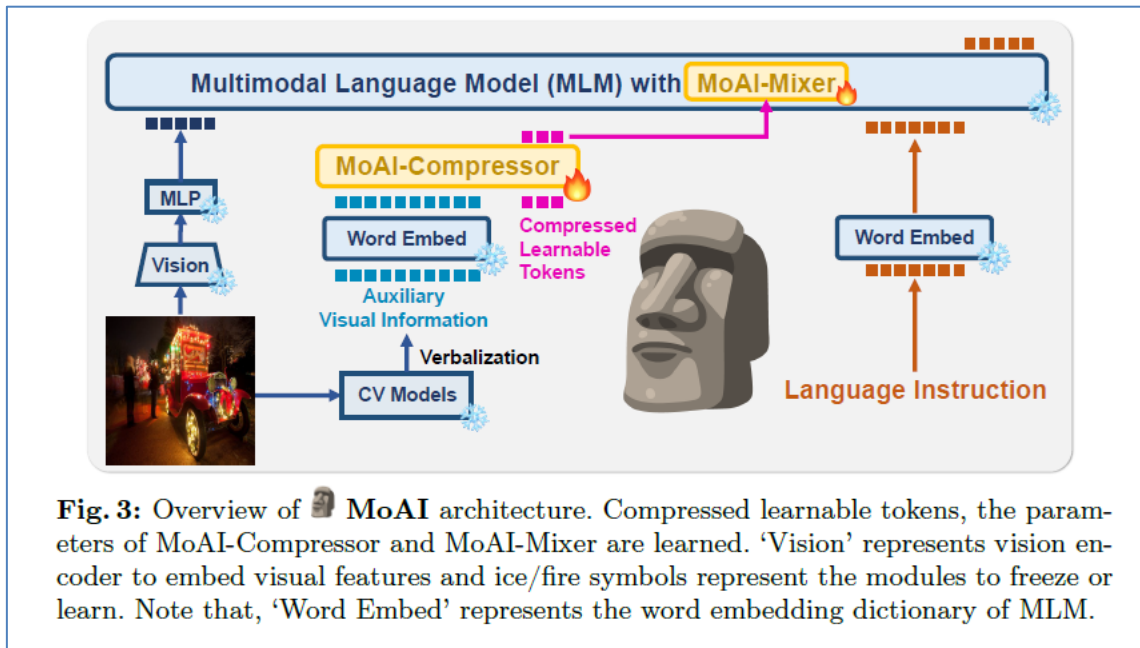 Multimodal Language Model (MLM) with MoAI-Mixer
MoAI-Compressor
MLP
Word Embed
Compressed
Learnable
Tokens
Word Embed
Vision
Auxiliary
Visual Information
Verbalization
CV Models
Language Instruction
Fig. 3: Overview of MoAI architecture. Compressed learnable tokens, the param-
eters of MoAI-Compressor and MoAI-Mixer are learned. ‘Vision’ represents vision en-
coder to embed visual features and ice/fire symbols represent the modules to freeze or
learn. Note that, ‘Word Embed’ represents the word embedding dictionary of MLM.